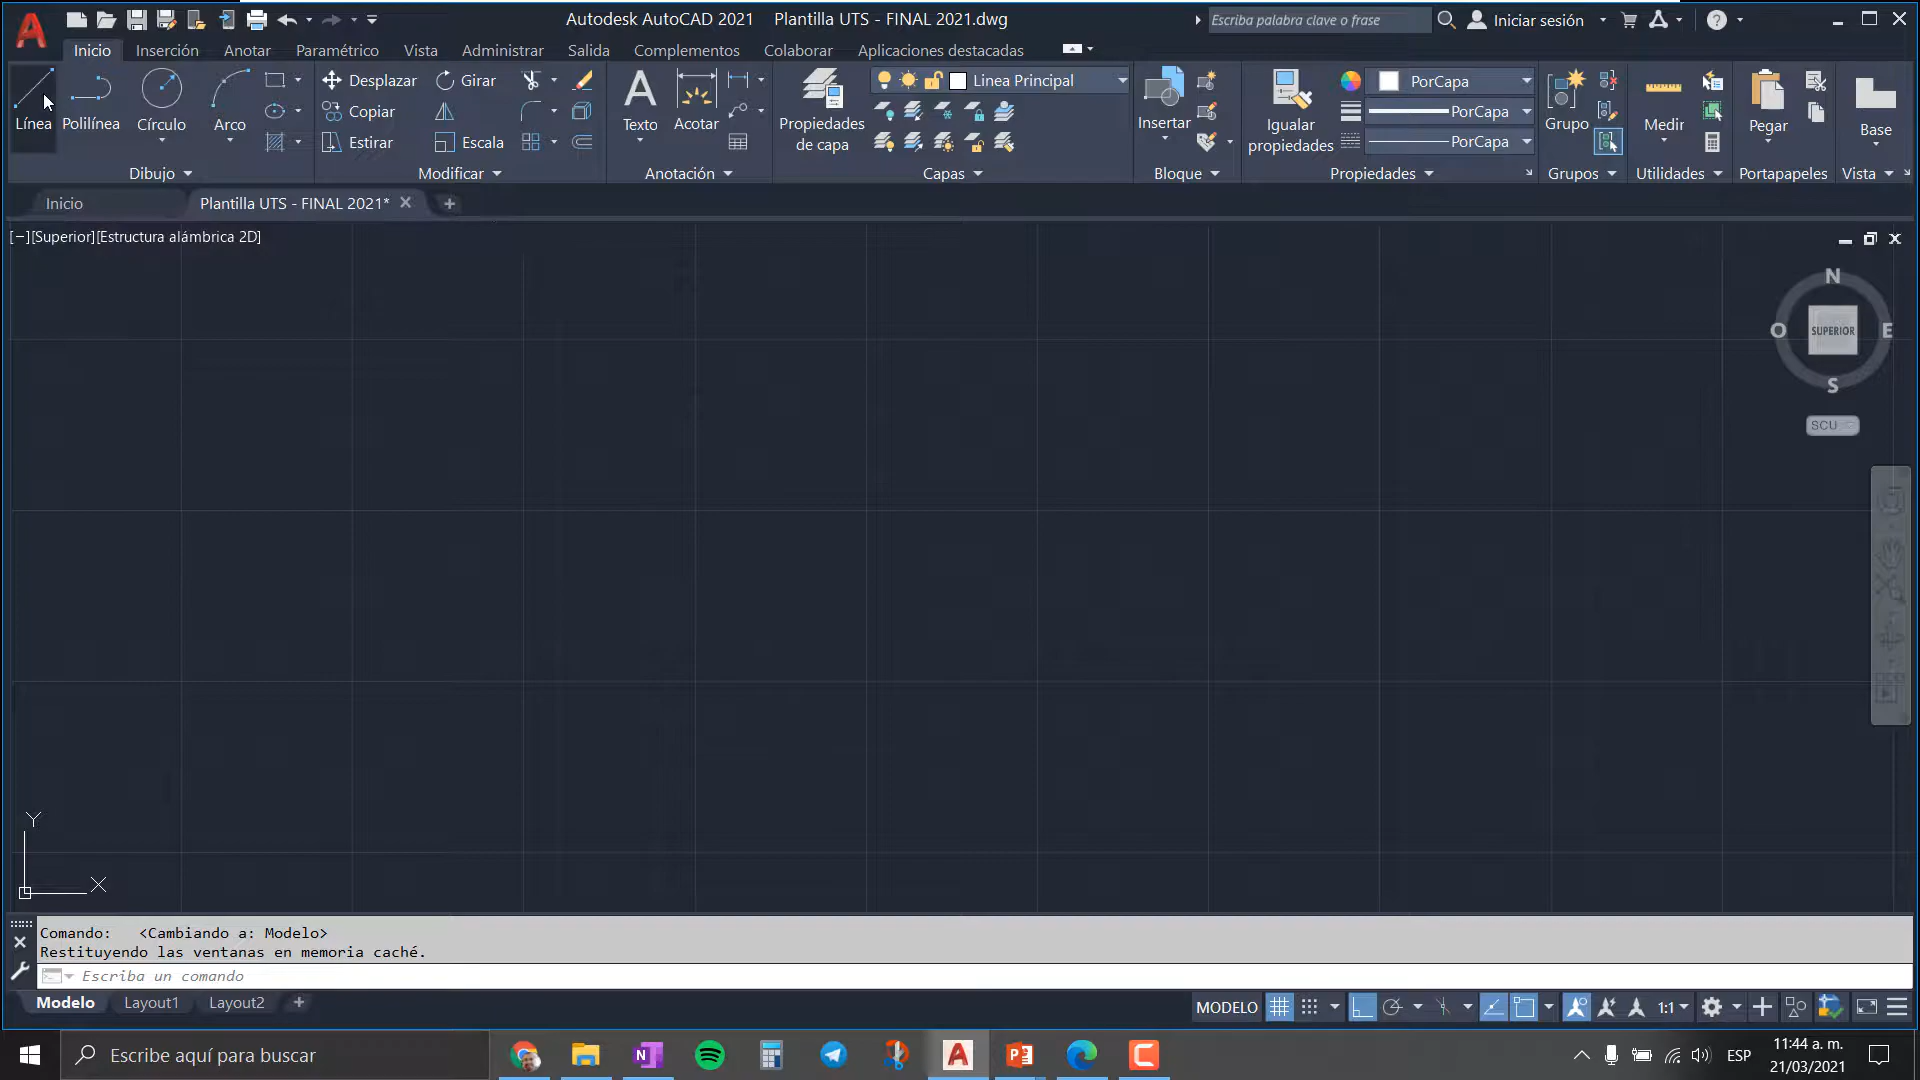 Autodesk AutoCAD 2021 Plantilla UTS - FINAL 2021.dwg
Escriba palabra clave o frase
Iniciar sesión
Inicio Inserción Anotar Paramétrico Vista Administrar Salida Complementos Colaborar Aplicaciones destacadas
Línea Polilínea Círculo Arco
Desplazar Girar
Copiar
Estirar Escala
Texto Acotar
Propiedades de capa
Linea Principal
Insertar
Igualar propiedades
PorCapa
PorCapa
PorCapa
Grupo Medir Pegar Base
Dibujo Modificar Anotación Capas Bloque Propiedades Grupos Utilidades Portapapeles Vista
Inicio Plantilla UTS - FINAL 2021*
[−][Superior][Estructura alámbrica 2D]
N
O SUPERIOR E
S
SCU
Y
X
Comando: <Cambiando a: Modelo>
Restituyendo las ventanas en memoria caché.
Escriba un comando
Modelo Layout1 Layout2
MODELO 1:1
Escribe aquí para buscar
ESP
11:44 a. m.
21/03/2021